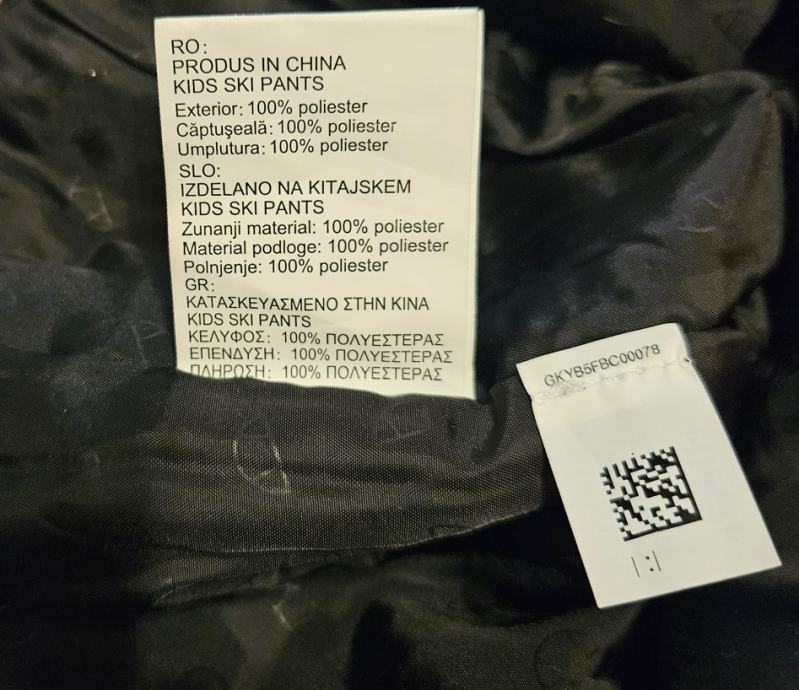 RO:
PRODUS IN CHINA
KIDS SKI PANTS
Exterior: 100% poliester
Căptuşeală: 100% poliester
Umplutura: 100% poliester
SLO:
IZDELANO NA KITAJSKEM
KIDS SKI PANTS
Zunanji material: 100% poliester
Material podloge: 100% poliester
Polnjenje: 100% poliester
GR:
ΚΑΤΑΣΚΕΥΑΣΜΕΝΟ ΣΤΗΝ ΚΙΝΑ
KIDS SKI PANTS
ΚΕΛΥΦΟΣ: 100% ΠΟΛΥΕΣΤΕΡΑΣ
ΕΠΕΝΔΥΣΗ: 100% ΠΟΛΥΕΣΤΕΡΑΣ
ΠΛΗΡΩΣΗ: 100% ΠΟΛΥΕΣΤΕΡΑΣ
GKYB5FBC00078
|:|